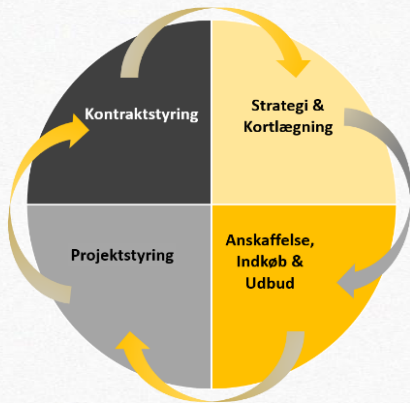 Kontraktstyring
Strategi &
Kortlægning
Projektstyring
Anskaffelse,
Indkøb &
Udbud